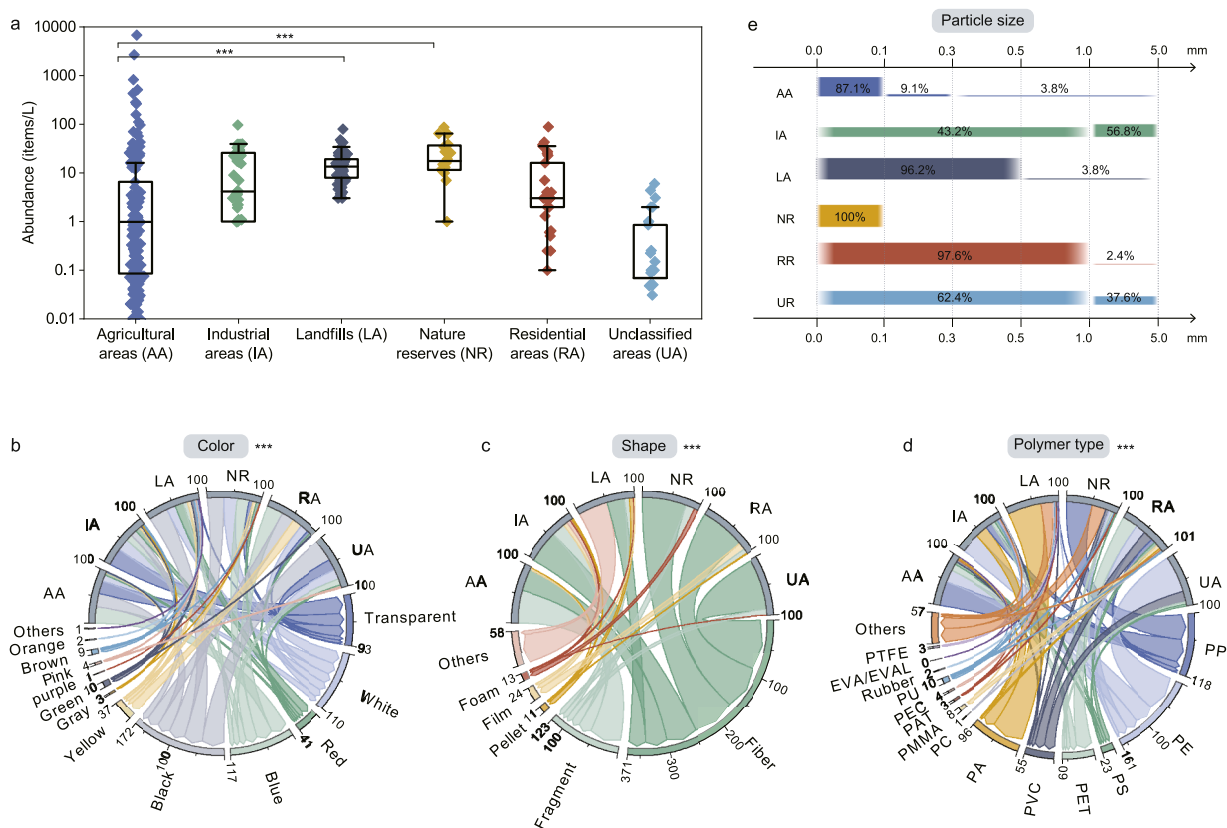 a
***
***
10000
1000
100
10
1
0.1
0.01
Abundance (items/L)
Agricultural
areas (AA)
Industrial
areas (IA)
Landfills (LA)
Nature
reserves (NR)
Residential
areas (RA)
Unclassified
areas (UA)
e
Particle size
0.0 0.1 0.3 0.5 1.0 5.0 mm
AA 87.1% 9.1% 3.8%
IA 43.2% 56.8%
LA 96.2% 3.8%
NR 100%
RR 97.6% 2.4%
UR 62.4% 37.6%
0.0 0.1 0.3 0.5 1.0 5.0 mm
b
Color ***
AA
100
IA
100
LA
100
NR
100
RA
100
UA
100
Transparent
93
White
110
Red
41
Blue
117
Black
100
172
Yellow
37
Gray
3
Green
10
purple
1
Pink
4
Brown
9
Orange
2
Others
1
c
Shape ***
AA
100
IA
100
LA
100
NR
100
RA
100
UA
100
Fiber
100
200
300
371
Fragment
100
123
Pellet
11
Film
24
Foam
13
Others
58
d
Polymer type ***
AA
100
IA
100
LA
100
NR
100
RA
101
UA
100
PP
118
PE
100
161
PS
23
PET
60
PVC
55
PA
96
PC
8
PMMA
PAT
PECT
4
PU
10
Rubber
2
EVA/EVAL
0
PTFE
3
Others
57